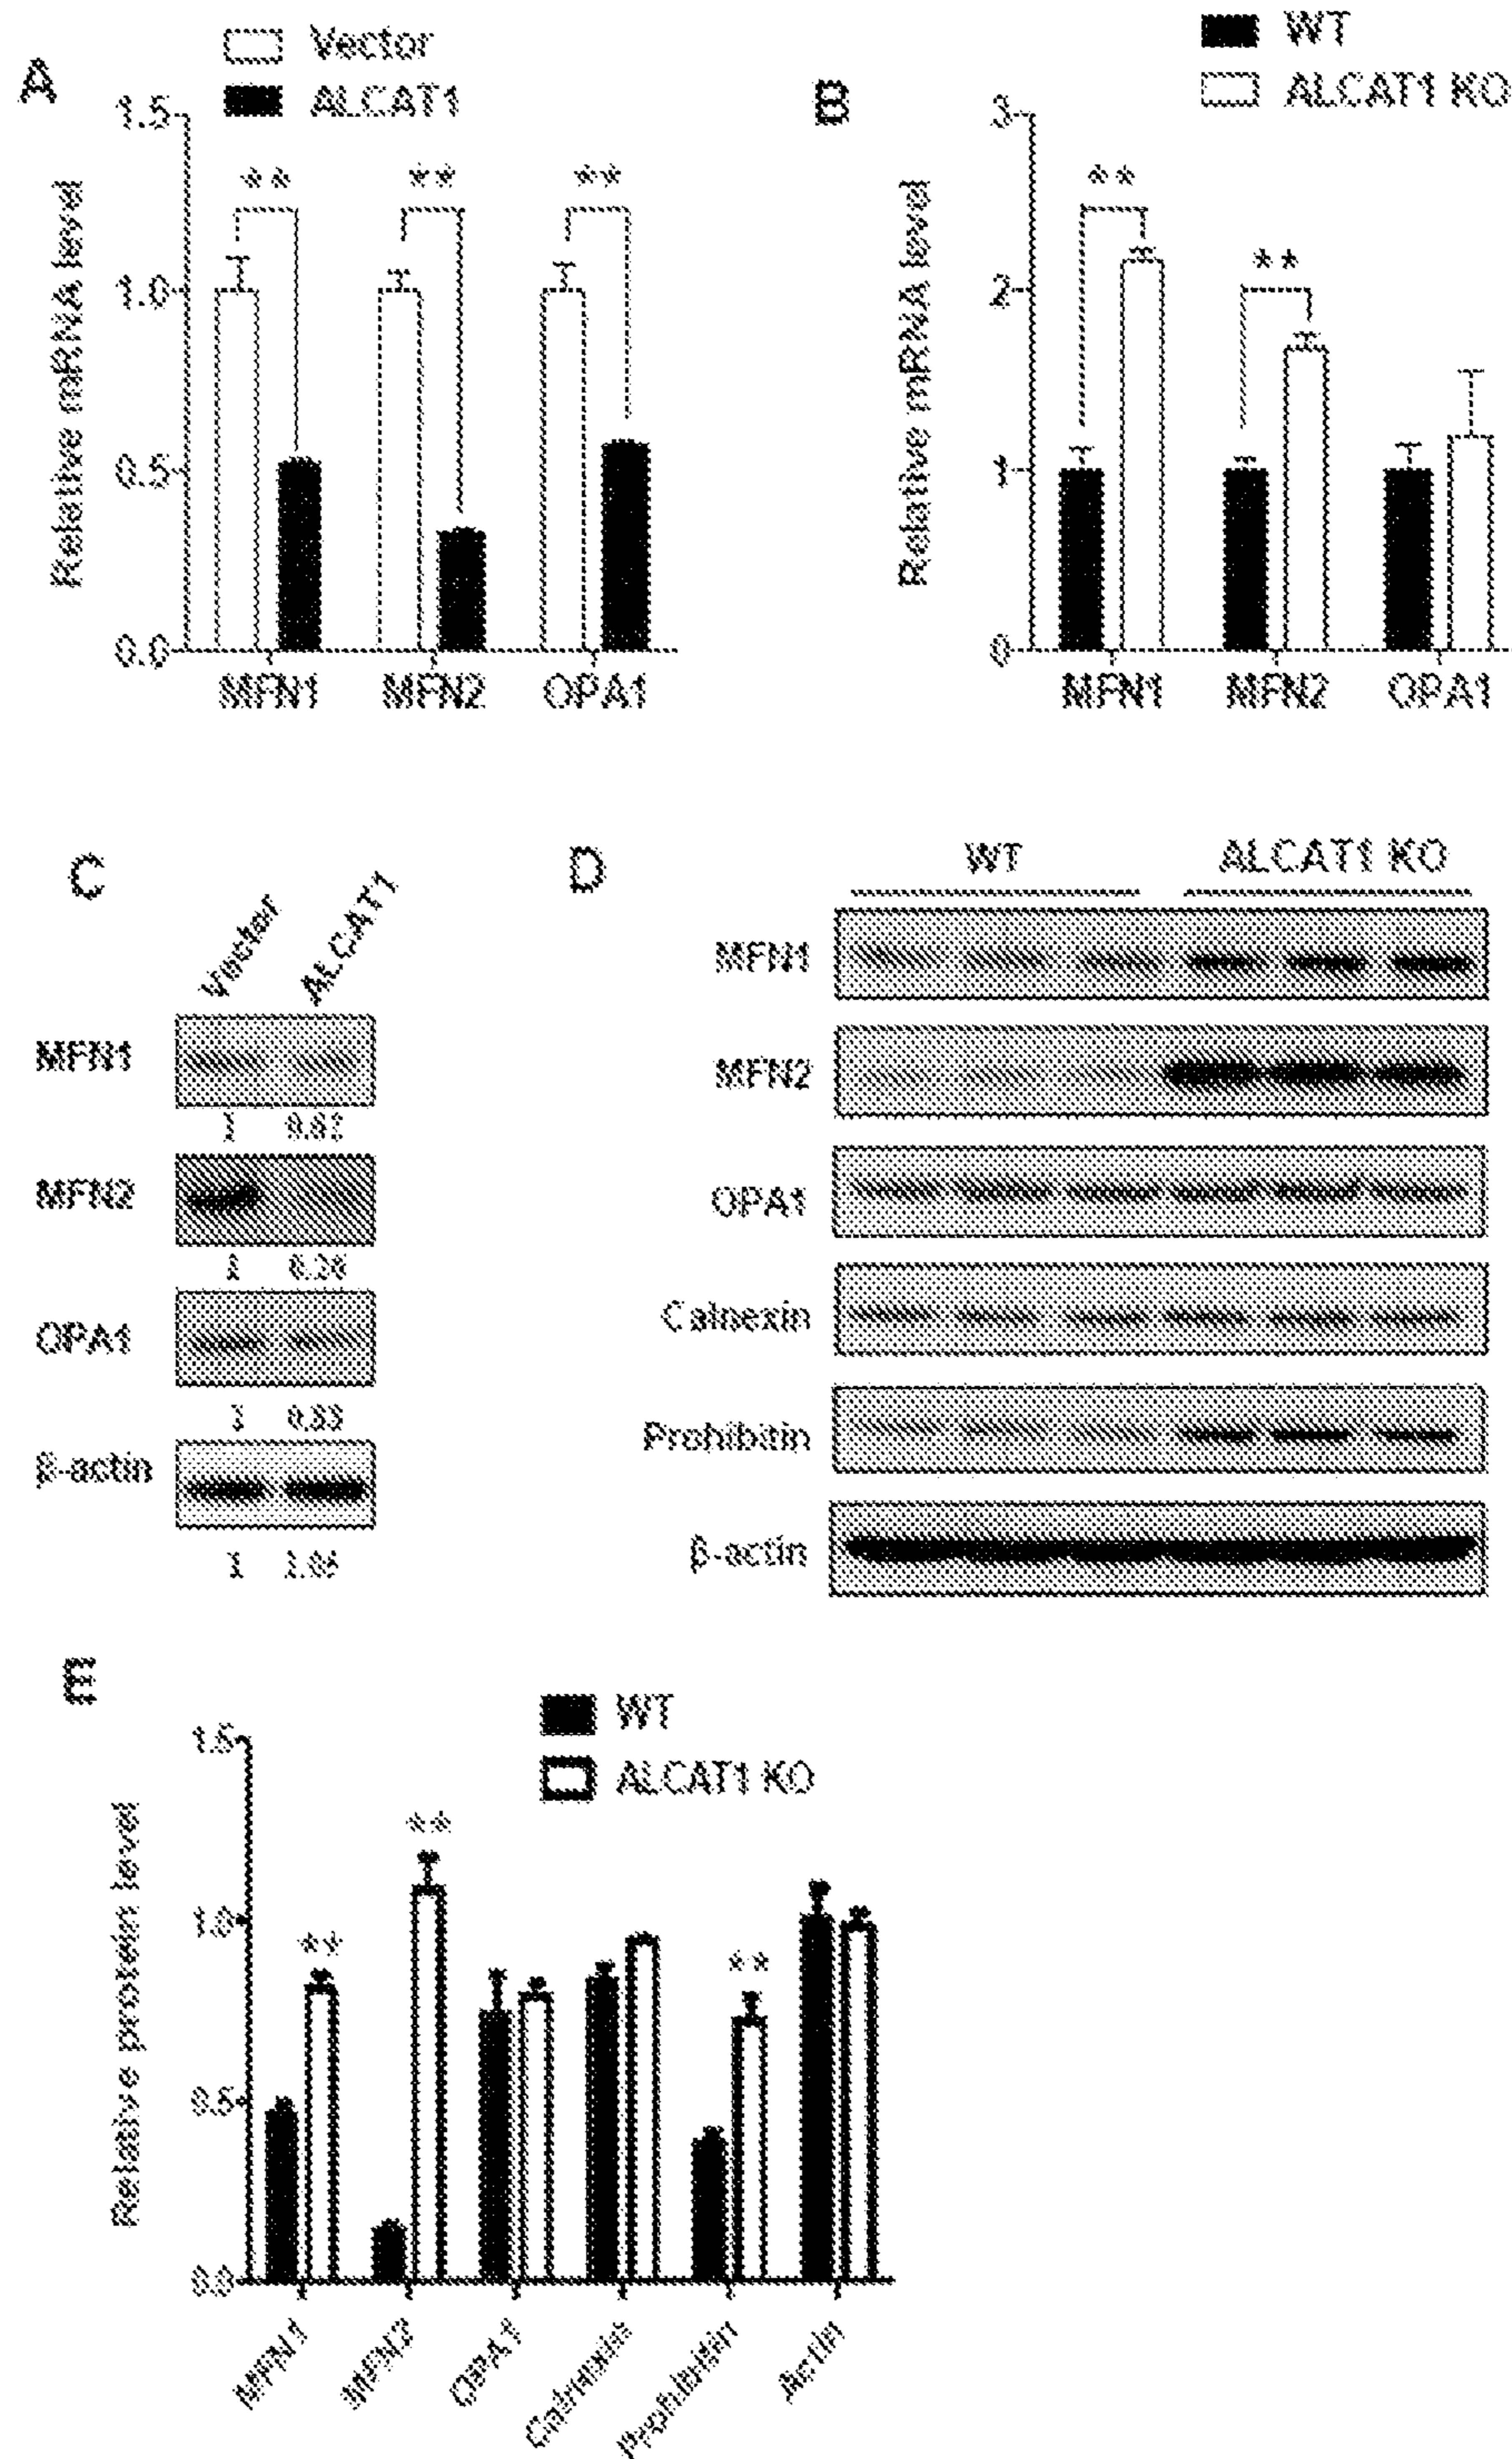 A
Vector
ALCAT1
1.5
1.0
0.5
0.0
Relative mRNA level
** ** **
MFN1 MFN2 OPA1
B
WT
ALCAT1 KO
3
2
1
0
Relative mRNA level
** **
MFN1 MFN2 OPA1
C
Vector ALCAT1
MFN1
1
MFN2
1
OPA1
1 0.83
β-actin
1
D
WT ALCAT1 KO
MFN1
MFN2
OPA1
Calnexin
Prohibitin
β-actin
E
WT
ALCAT1 KO
1.5
1.0
0.5
0.0
Relative protein level
** ** **
MFN1 MFN2 OPA1 Calnexin Prohibitin Actin